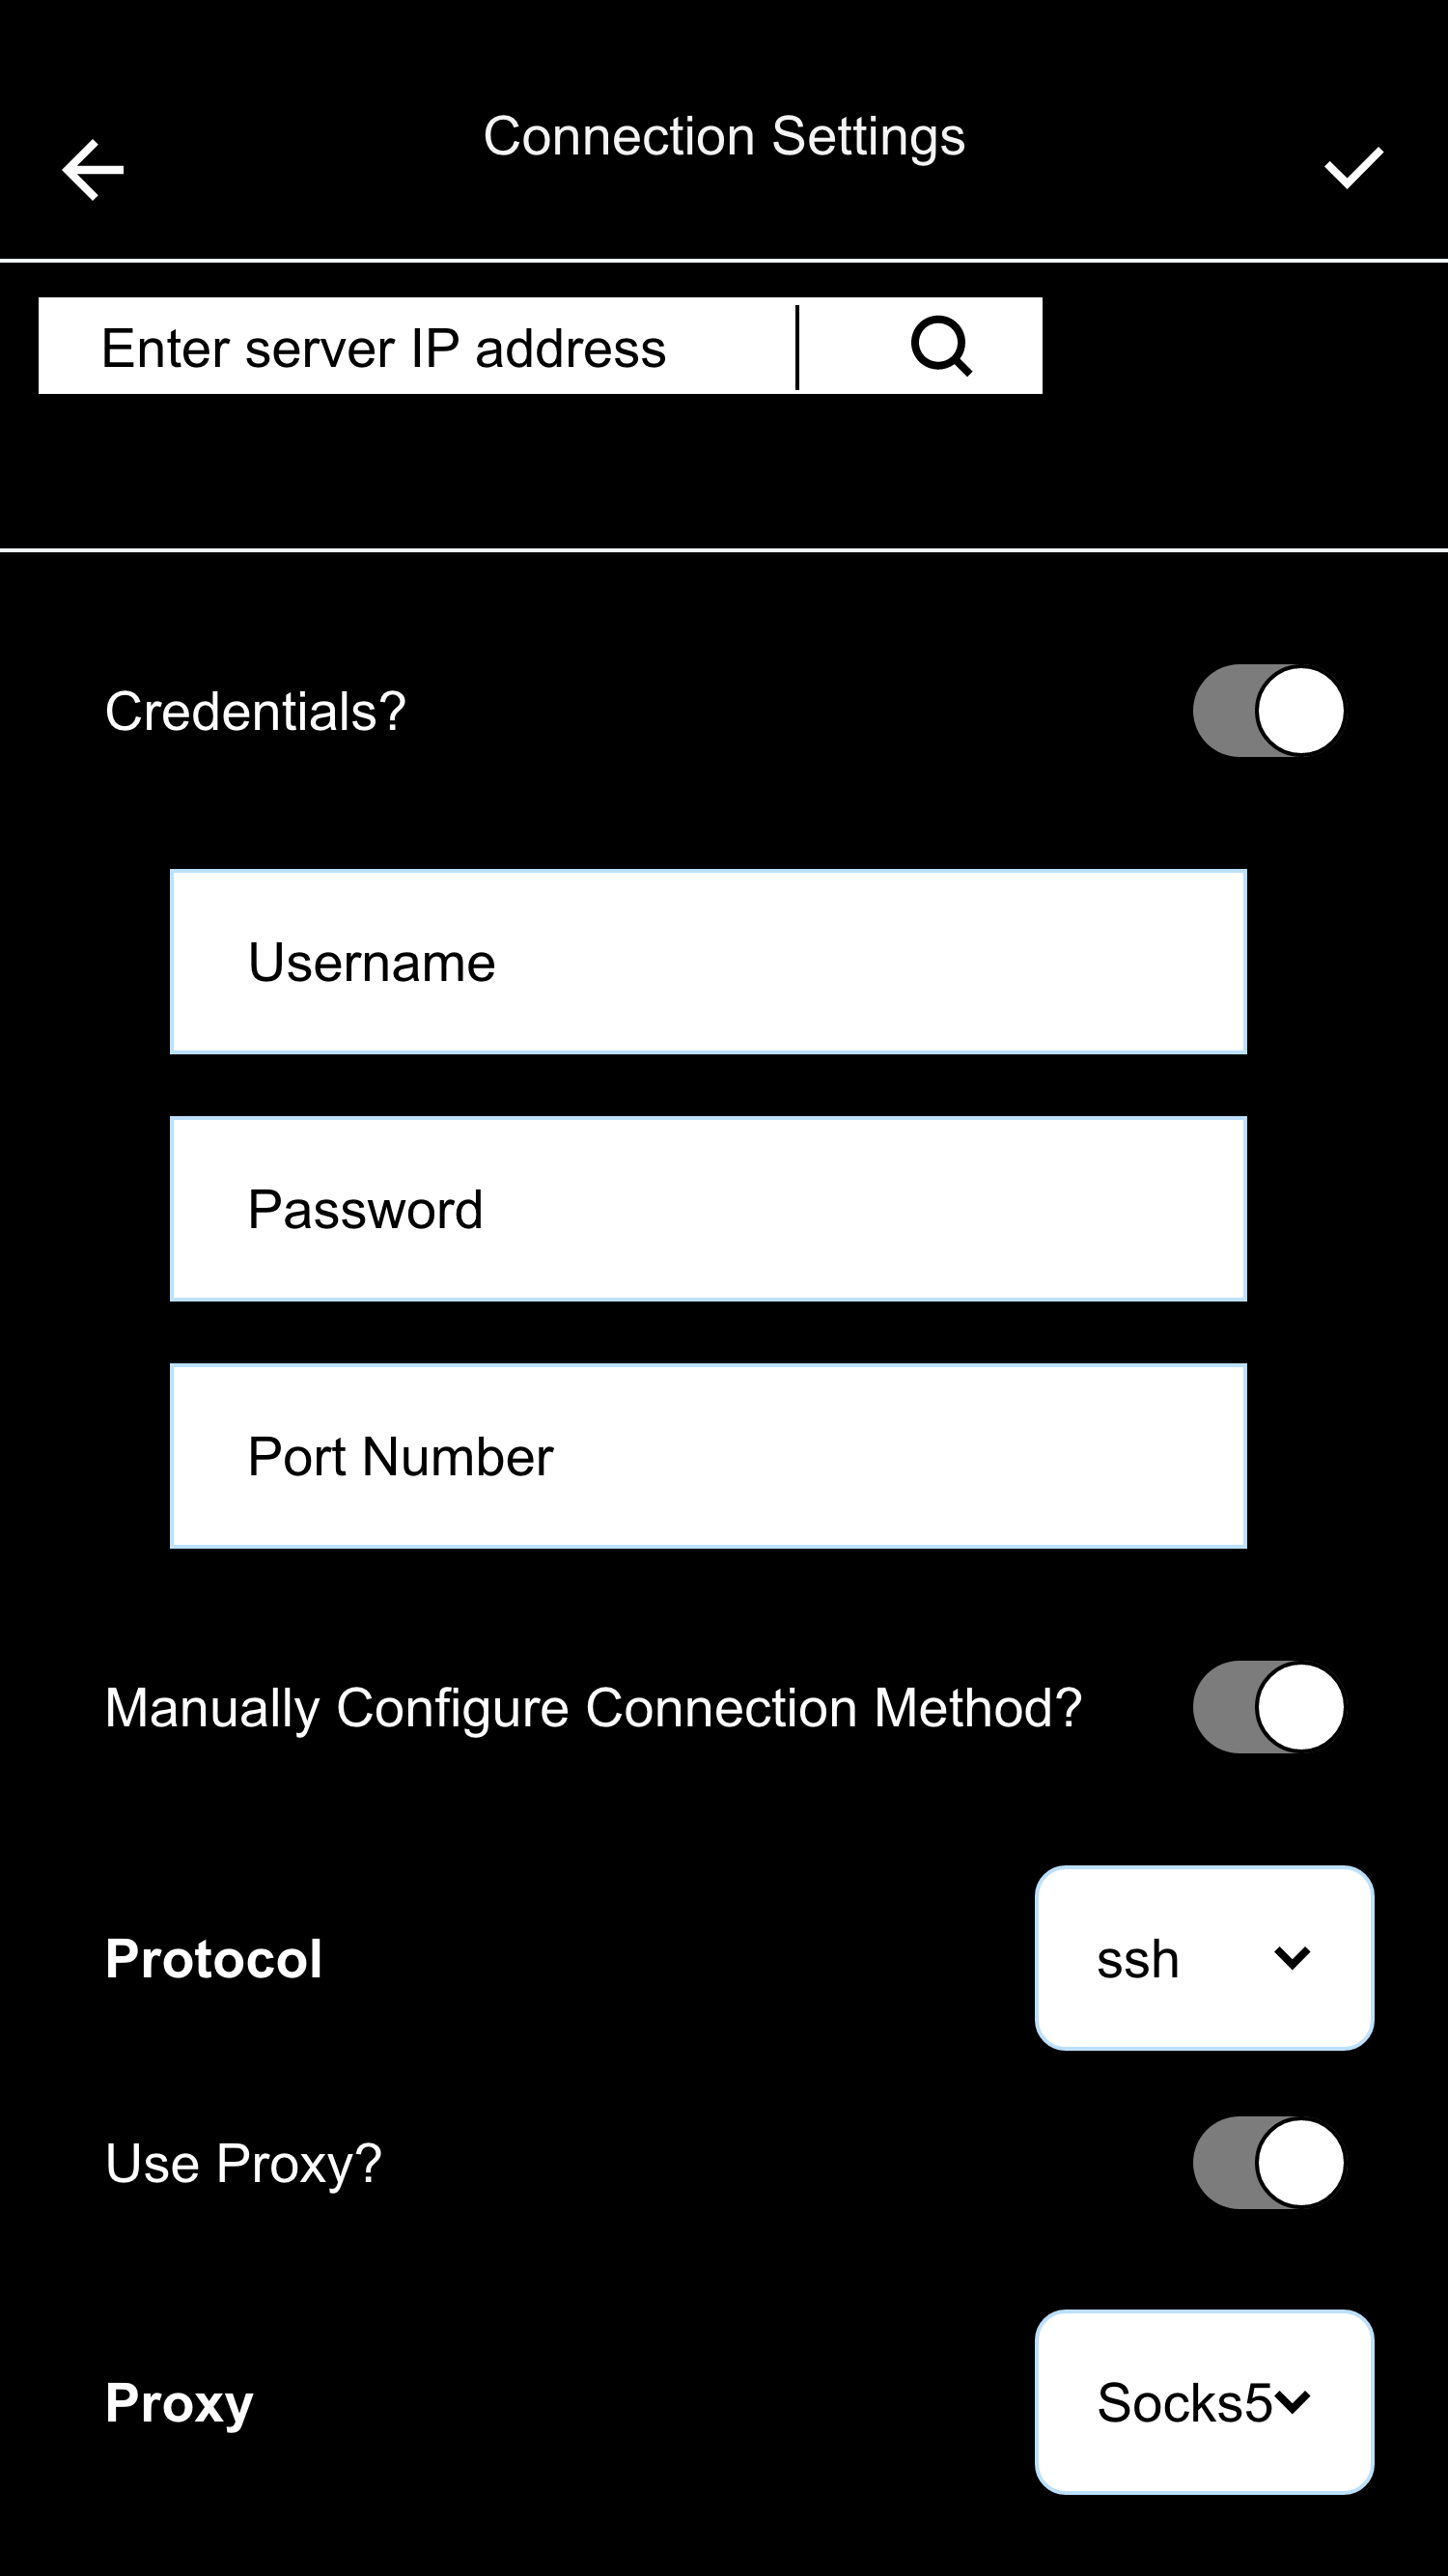 Connection Settings
Enter server IP address
Credentials?
Username
Password
Port Number
Manually Configure Connection Method?
Protocol
ssh
Use Proxy?
Proxy
Socks5